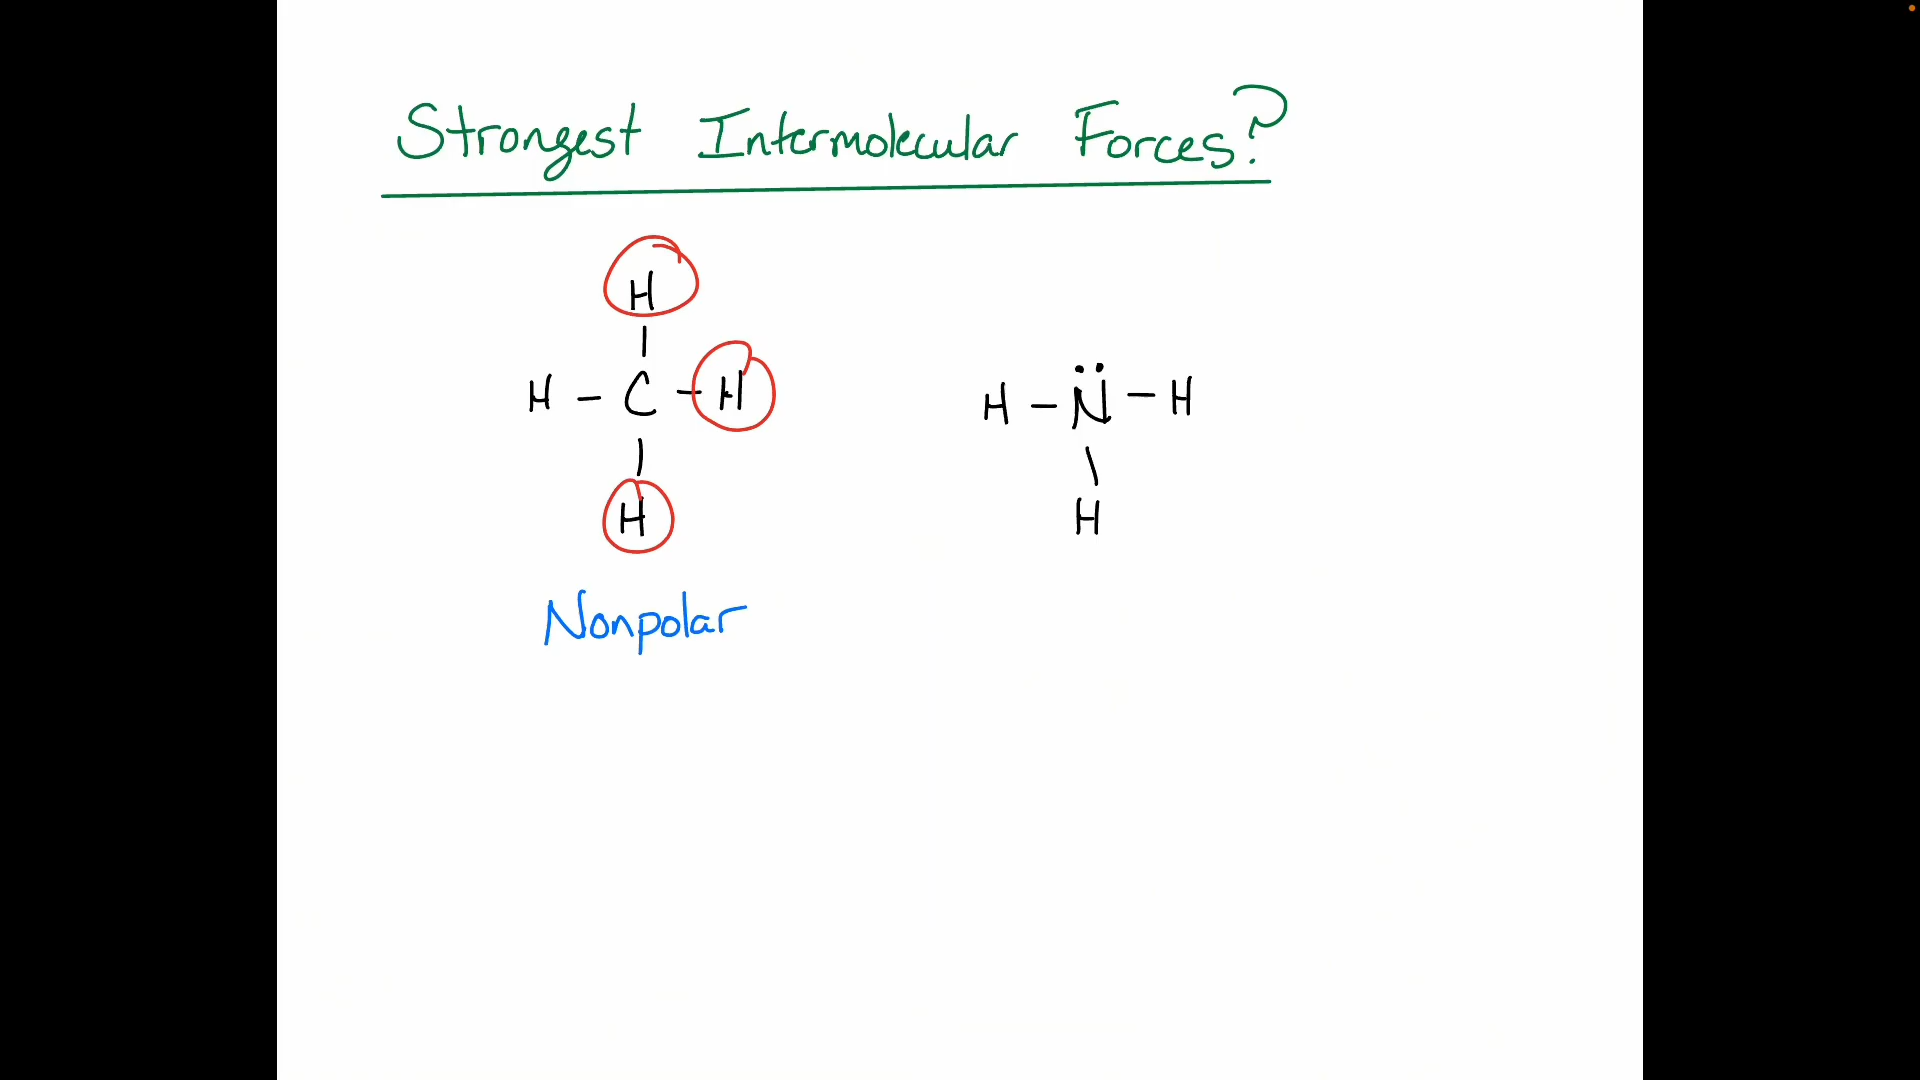 Strongest Intermolecular Forces?
H
H - C - H
H
H - N - H
H
Nonpolar